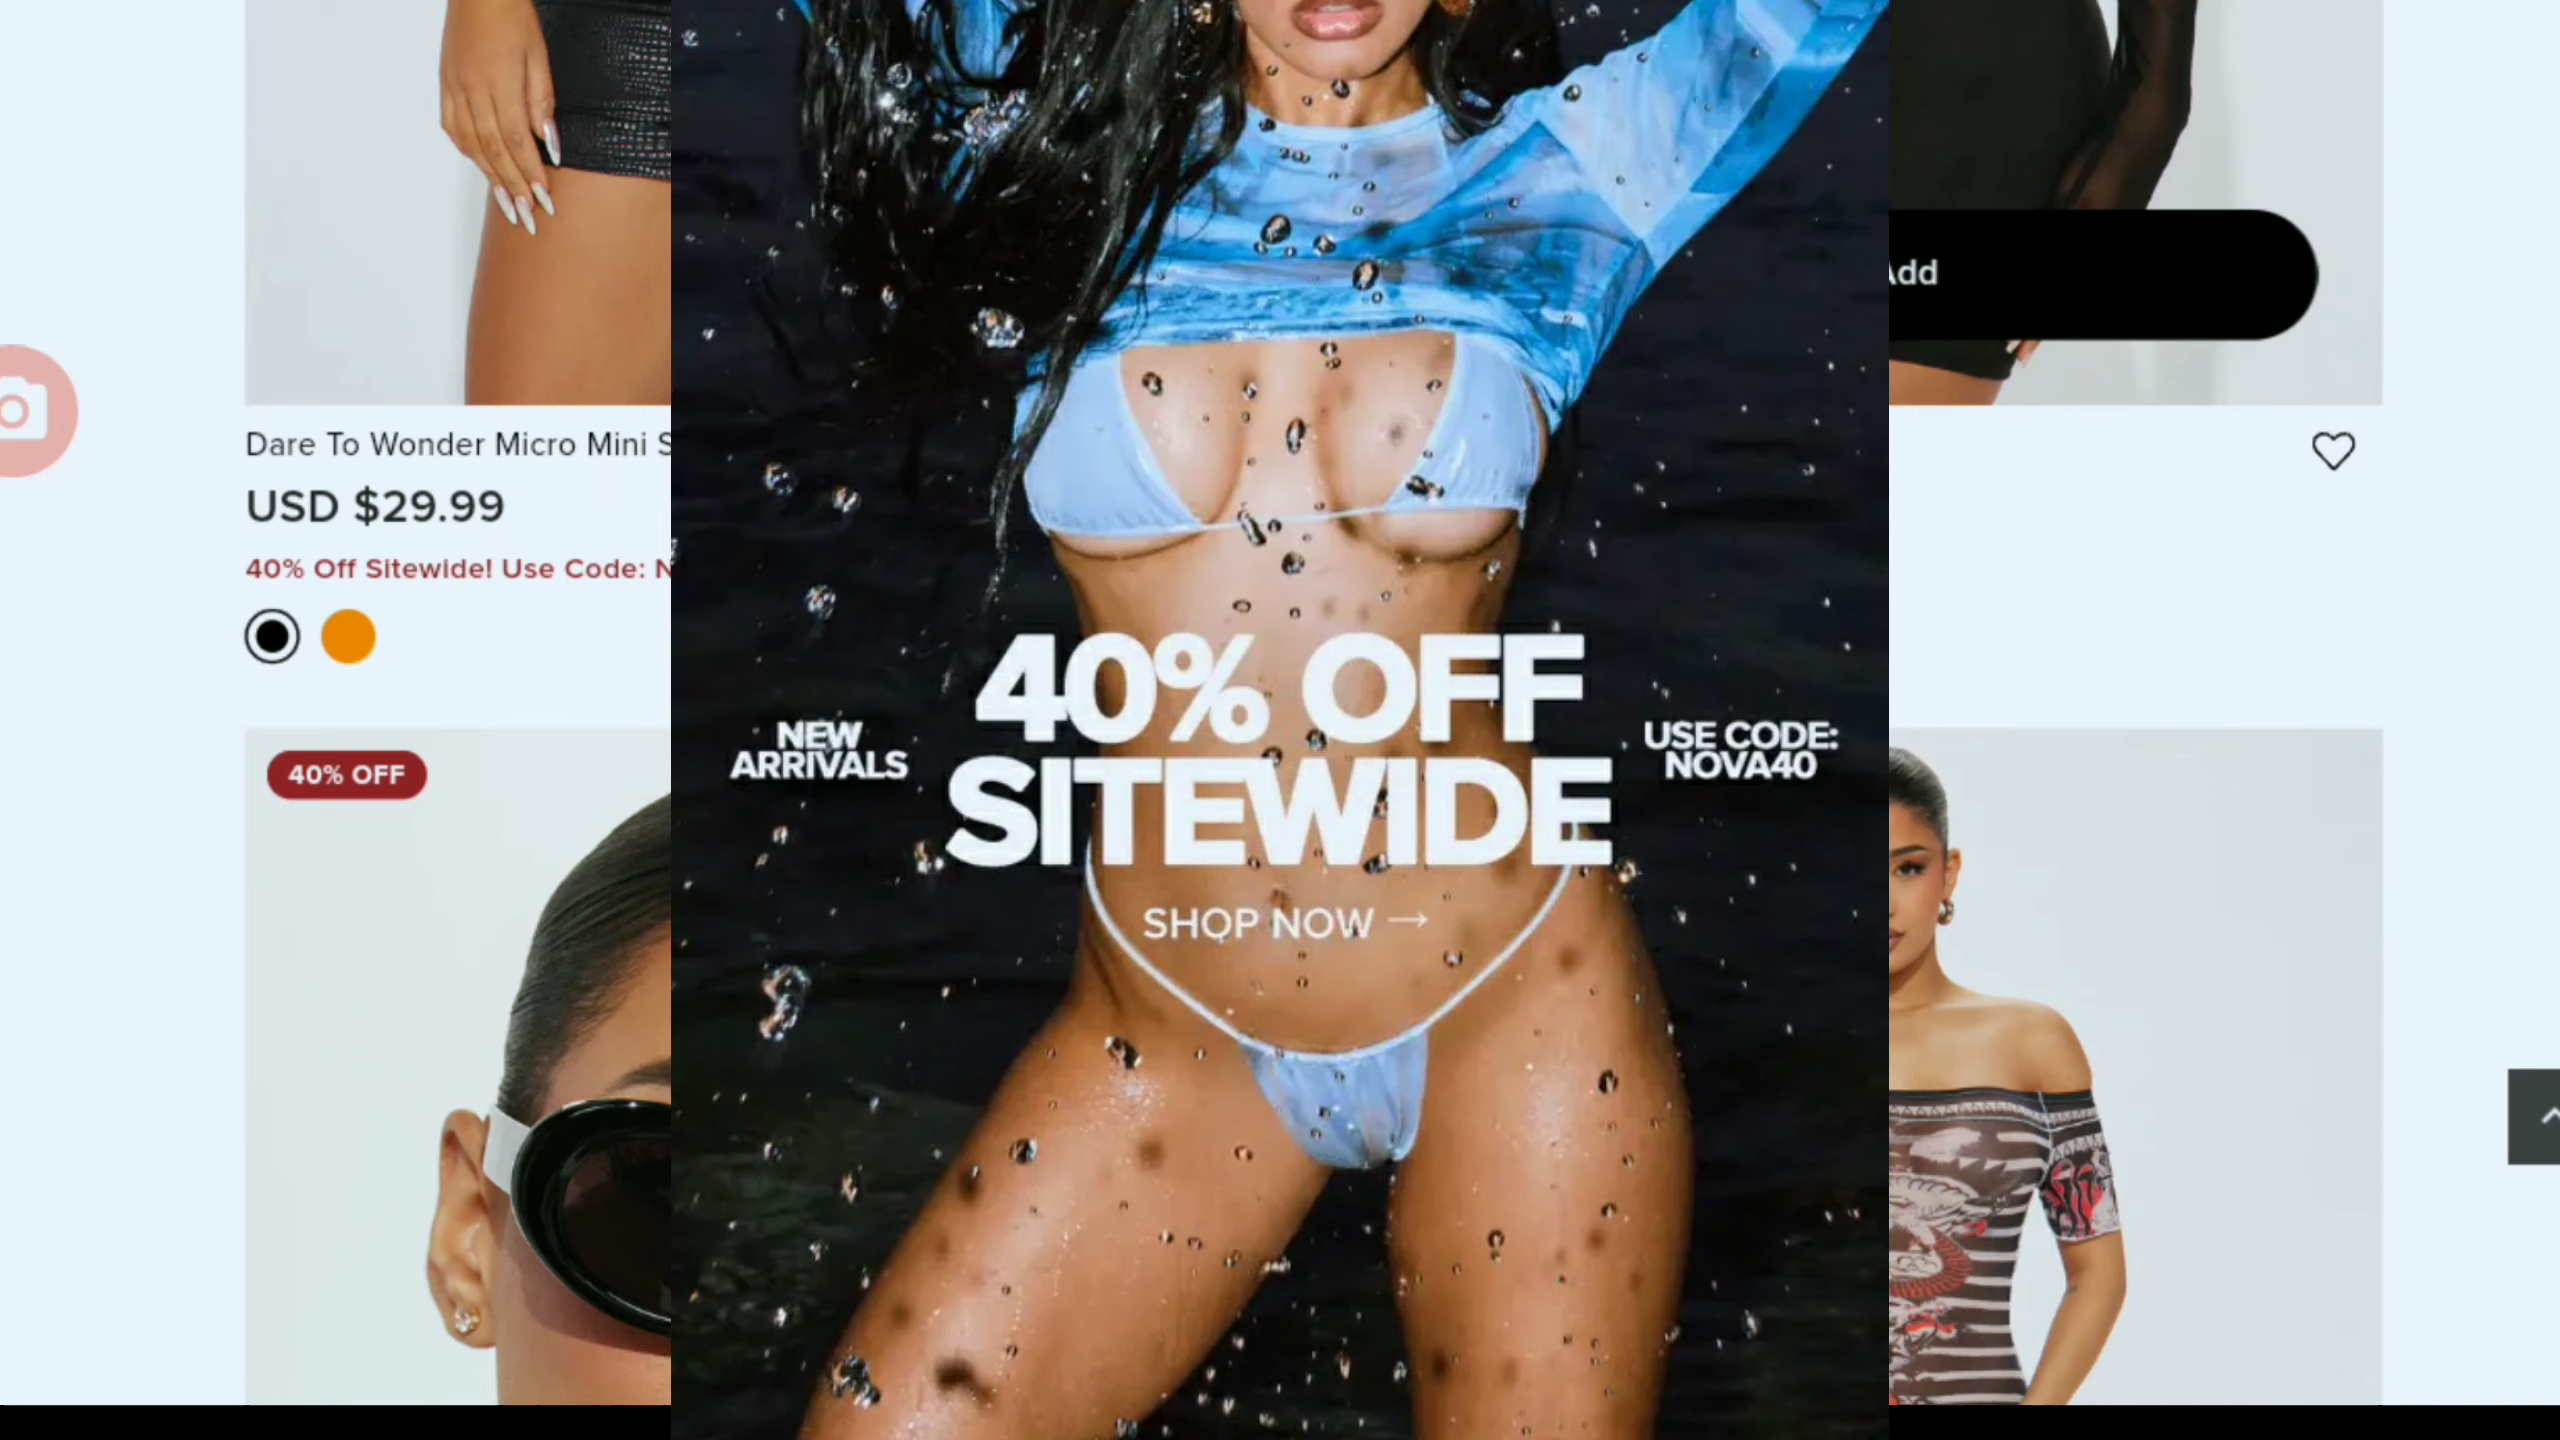 Dare To Wonder Micro Mini S
USD $29.99
40% Off Sitewide! Use Code: N
40% OFF
40% OFF
SITEWIDE
NEW
ARRIVALS
USE CODE:
NOVA40
SHOP NOW →
Add